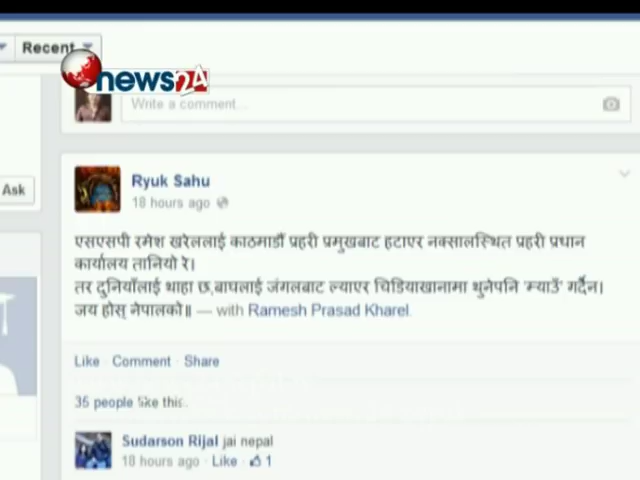 Recent
news24
Write a comment...
Ask
Ryuk Sahu
18 hours ago
एसएसपी रमेश खरेललाई काठमाडौं प्रहरी प्रमुखबाट हटाएर नक्सालस्थित प्रहरी प्रधान
कार्यालय तानियो रे।
तर दुनियाँलाई थाहा छ,बाघलाई जंगलबाट ल्याएर चिडियाखानामा थुनेपनि 'म्याउँ' गर्दैन।
जय होस् नेपालको॥ — with Ramesh Prasad Kharel.
Like · Comment · Share
35 people like this.
Sudarson Rijal jai nepal
18 hours ago · Like · 1